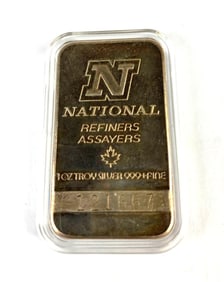 N
NATIONAL
REFINERS
ASSAYERS
1 OZ TROY SILVER 999+ FINE